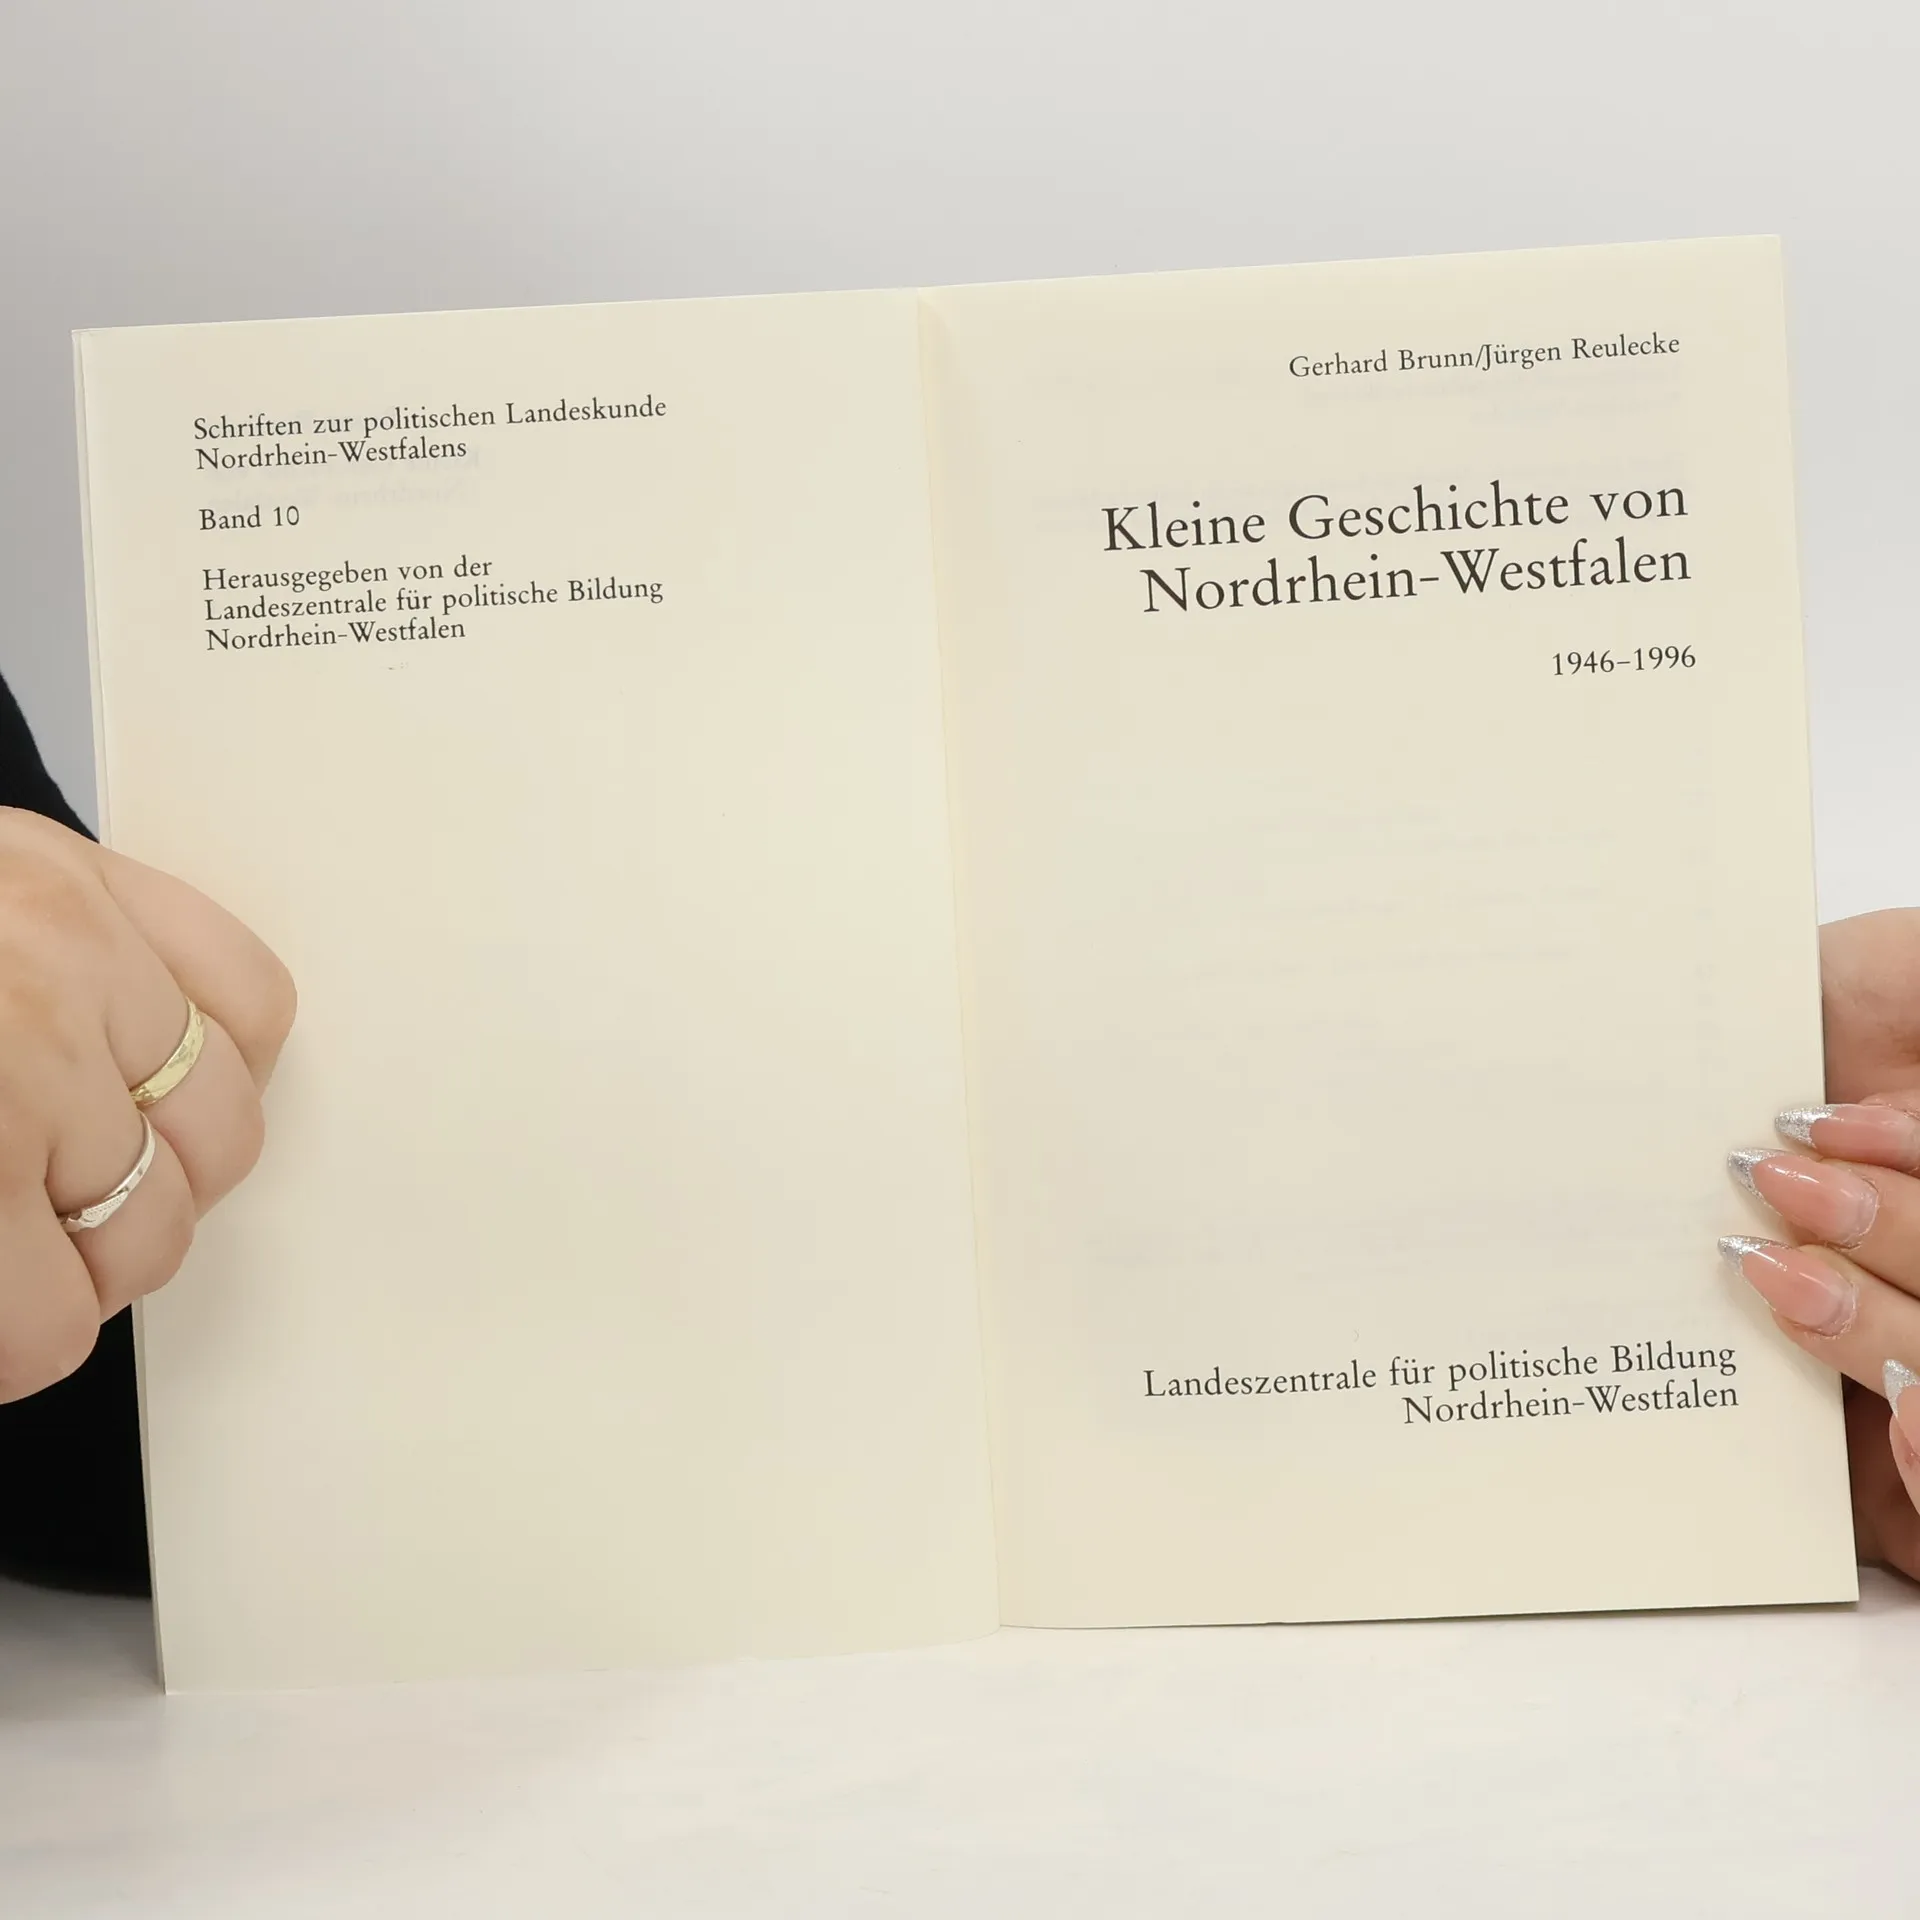 Schriften zur politischen Landeskunde
Nordrhein-Westfalens
Band 10
Herausgegeben von der
Landeszentrale für politische Bildung
Nordrhein-Westfalen
Gerhard Brunn/Jürgen Reulecke
Kleine Geschichte von
Nordrhein-Westfalen
1946–1996
Landeszentrale für politische Bildung
Nordrhein-Westfalen